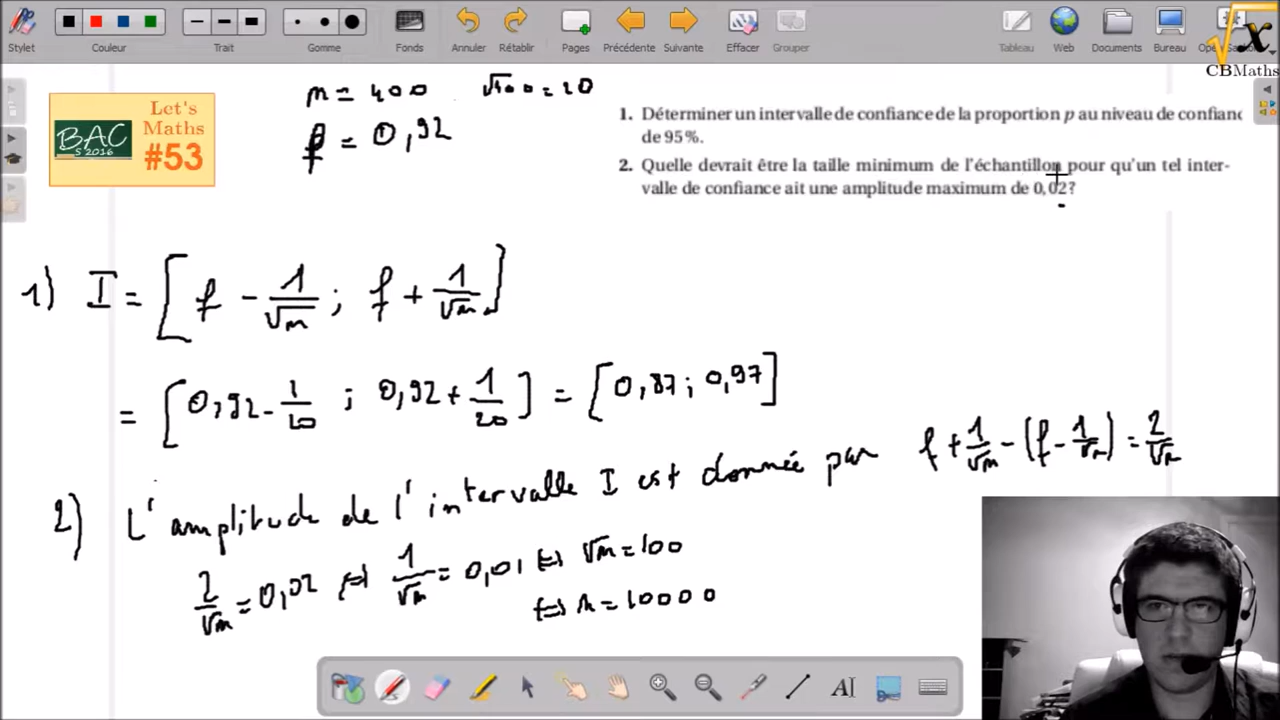 Stylet Couleur Trait Gomme Fonds Annuler Rétablir Pages Précédente Suivante Effacer Grouper Tableau Web Documents Bureau
CBMaths
Let's
Maths
#53
BAC
S 2016
n = 400 √400 = 20
f = 0,92
1. Déterminer un intervalle de confiance de la proportion p au niveau de confianc
de 95%.
2. Quelle devrait être la taille minimum de l'échantillon pour qu'un tel inter-
valle de confiance ait une amplitude maximum de 0,02?
1) I = [f - 1/√n ; f + 1/√n]
= [0,92 - 1/20 ; 0,92 + 1/20] = [0,87 ; 0,97]
2) L'amplitude de l'intervalle I est donnée par f + 1/√n - (f - 1/√n) = 2/√n
2/√n = 0,02 ⇔ 1/√n = 0,01 ⇔ √n = 100
⇔ n = 10000